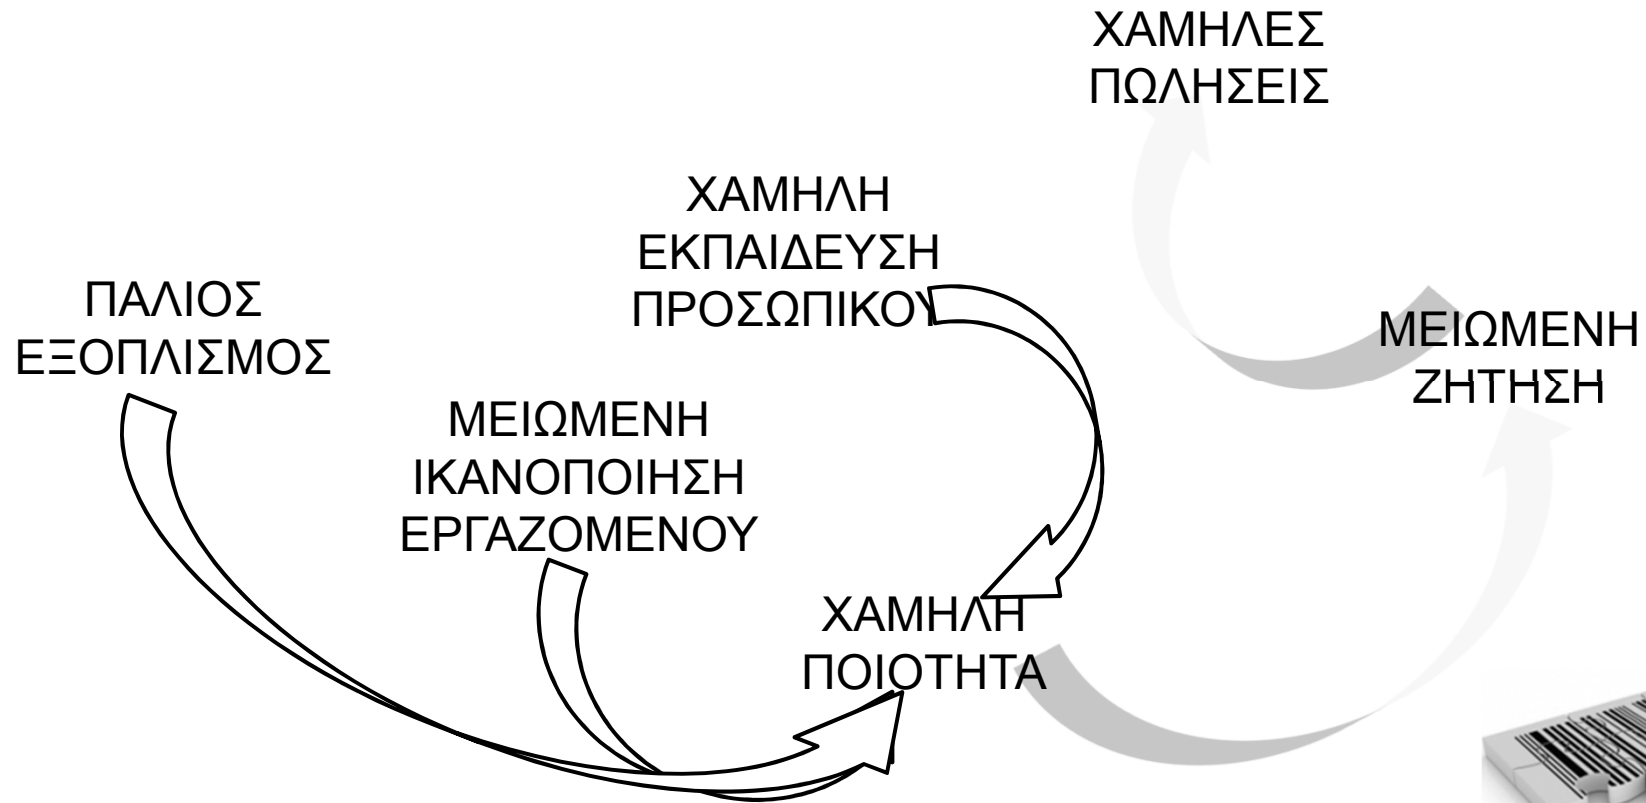 ΧΑΜΗΛΕΣ
ΠΩΛΗΣΕΙΣ
ΧΑΜΗΛΗ
ΕΚΠΑΙΔΕΥΣΗ
ΠΡΟΣΩΠΙΚΟΥ
ΠΑΛΙΟΣ
ΕΞΟΠΛΙΣΜΟΣ
ΜΕΙΩΜΕΝΗ
ΖΗΤΗΣΗ
ΜΕΙΩΜΕΝΗ
ΙΚΑΝΟΠΟΙΗΣΗ
ΕΡΓΑΖΟΜΕΝΟΥ
ΧΑΜΗΛΗ
ΠΟΙΟΤΗΤΑ